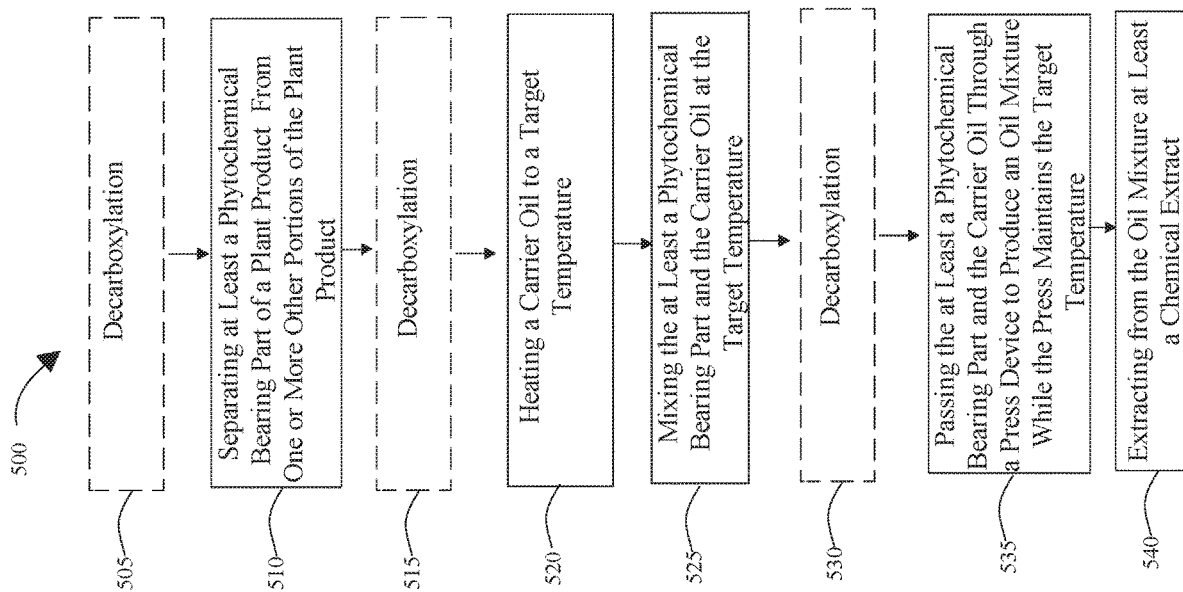 500
505
Decarboxylation
510
Separating at Least a Phytochemical
Bearing Part of a Plant Product From
One or More Other Portions of the Plant
Product
515
Decarboxylation
520
Heating a Carrier Oil to a Target
Temperature
525
Mixing the at Least a Phytochemical
Bearing Part and the Carrier Oil at the
Target Temperature
530
Decarboxylation
535
Passing the at Least a Phytochemical
Bearing Part and the Carrier Oil Through
a Press Device to Produce an Oil Mixture
While the Press Maintains the Target
Temperature
540
Extracting from the Oil Mixture at Least
a Chemical Extract